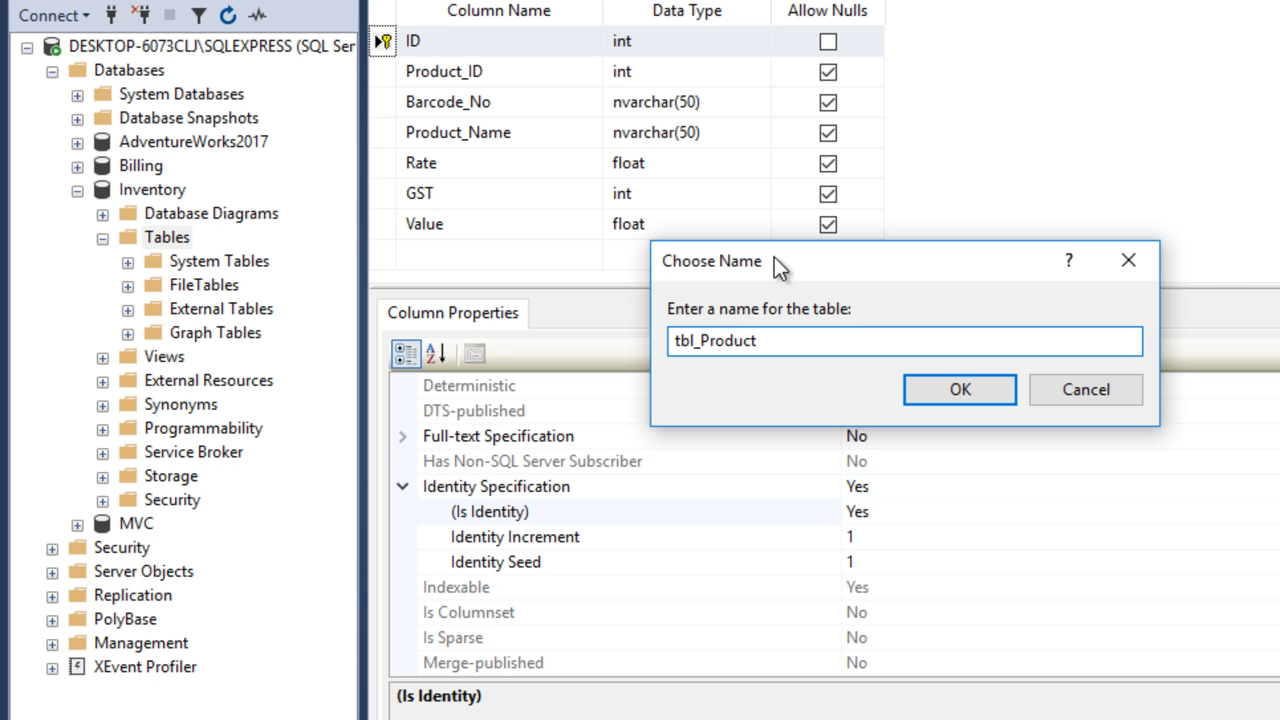 Connect
DESKTOP-6073CLJ\SQLEXPRESS (SQL Ser
Databases
System Databases
Database Snapshots
AdventureWorks2017
Billing
Inventory
Database Diagrams
Tables
System Tables
FileTables
External Tables
Graph Tables
Views
External Resources
Synonyms
Programmability
Service Broker
Storage
Security
MVC
Security
Server Objects
Replication
PolyBase
Management
XEvent Profiler
Column Name Data Type Allow Nulls
ID int
Product_ID int
Barcode_No nvarchar(50)
Product_Name nvarchar(50)
Rate float
GST int
Value float
Choose Name ?
Enter a name for the table:
tbl_Product
OK Cancel
Column Properties
Deterministic
DTS-published
Full-text Specification No
Has Non-SQL Server Subscriber No
Identity Specification Yes
(Is Identity) Yes
Identity Increment 1
Identity Seed 1
Indexable Yes
Is Columnset No
Is Sparse No
Merge-published No
(Is Identity)